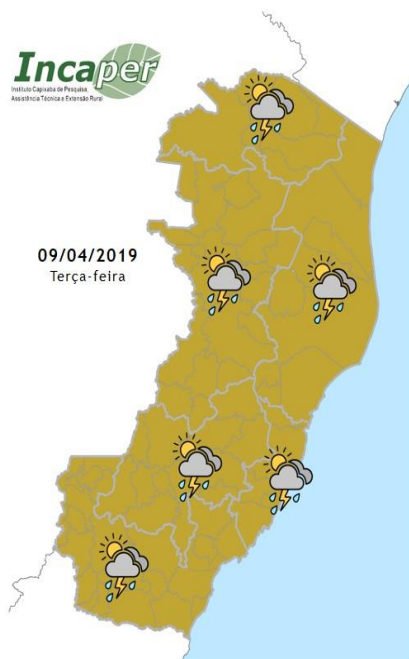 Incaper
Instituto Capixaba de Pesquisa,
Assistência Técnica e Extensão Rural
09/04/2019
Terça-feira